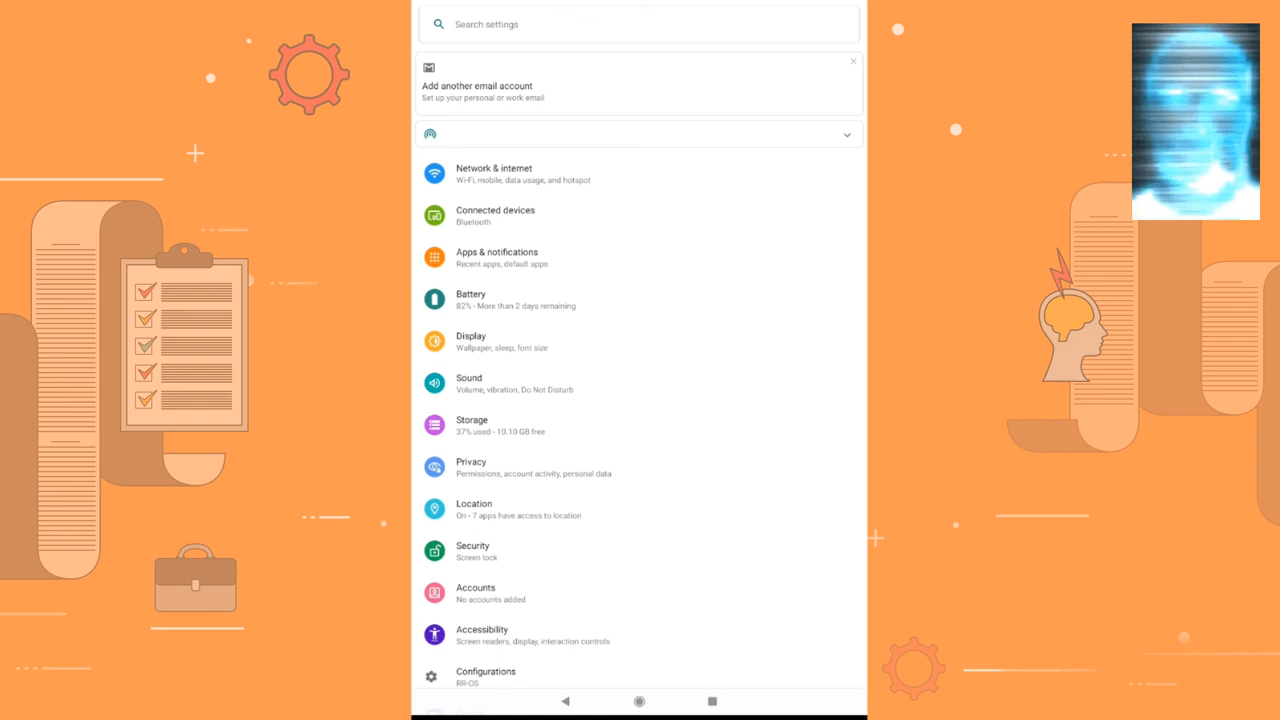 Search settings
Add another email account
Set up your personal or work email
Network & internet
Wi-Fi, mobile, data usage, and hotspot
Connected devices
Bluetooth
Apps & notifications
Recent apps, default apps
Battery
82% - More than 2 days remaining
Display
Wallpaper, sleep, font size
Sound
Volume, vibration, Do Not Disturb
Storage
37% used - 10.10 GB free
Privacy
Permissions, account activity, personal data
Location
On - 7 apps have access to location
Security
Screen lock
Accounts
No accounts added
Accessibility
Screen readers, display, interaction controls
Configurations
RR-OS